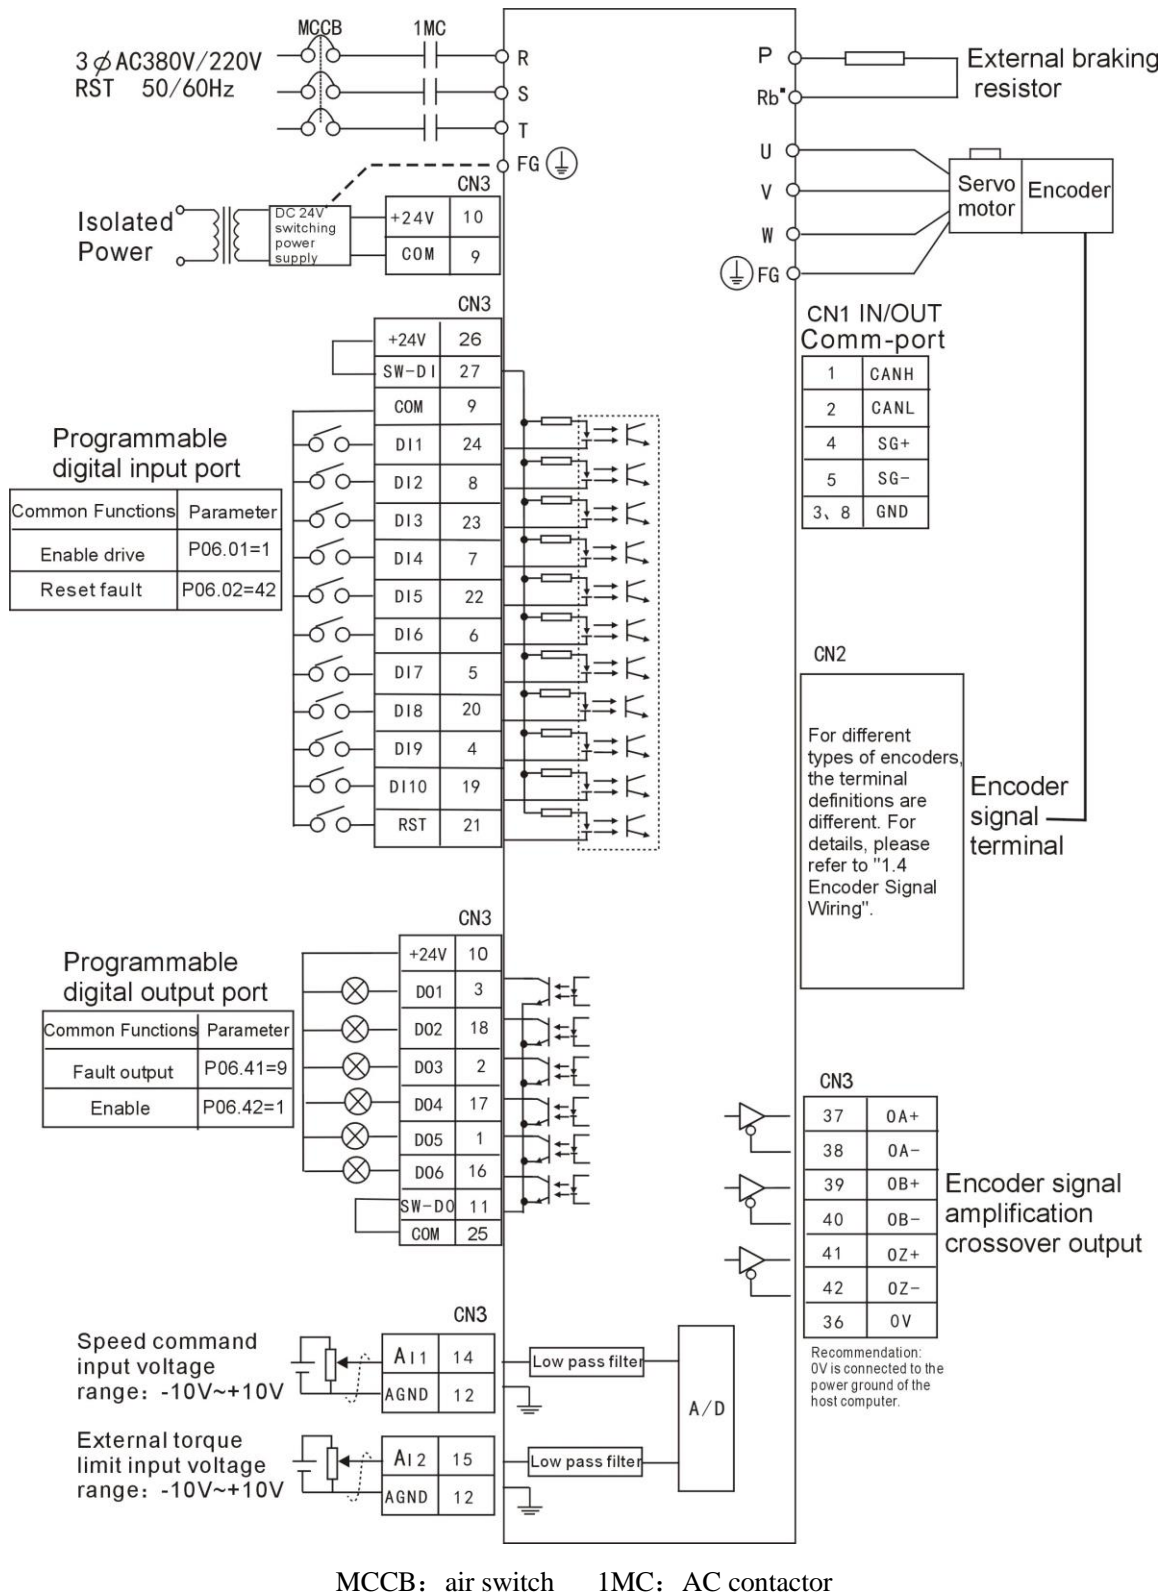 MCCB 1MC
3φAC380V/220V
RST 50/60Hz
R
S
T
FG
CN3
Isolated
Power
DC 24V
switching
power
supply
+24V 10
COM 9
P
Rb
External braking
resistor
U
V
W
FG
Servo
motor
Encoder
CN3
+24V 26
SW-DI 27
COM 9
DI1 24
DI2 8
DI3 23
DI4 7
DI5 22
DI6 6
DI7 5
DI8 20
DI9 4
DI10 19
RST 21
Programmable
digital input port
Common Functions Parameter
Enable drive P06.01=1
Reset fault P06.02=42
CN1 IN/OUT
Comm-port
1 CANH
2 CANL
4 SG+
5 SG-
3、8 GND
CN2
For different
types of encoders,
the terminal
definitions are
different. For
details, please
refer to "1.4
Encoder Signal
Wiring".
Encoder
signal
terminal
CN3
+24V 10
DO1 3
DO2 18
DO3 2
DO4 17
DO5 1
DO6 16
SW-DO 11
COM 25
Programmable
digital output port
Common Functions Parameter
Fault output P06.41=9
Enable P06.42=1
CN3
37 OA+
38 OA-
39 OB+
40 OB-
41 OZ+
42 OZ-
36 0V
Encoder signal
amplification
crossover output
Recommendation:
0V is connected to the
power ground of the
host computer.
CN3
Speed command
input voltage
range：-10V~+10V
AI1 14
AGND 12
Low pass filter
A/D
External torque
limit input voltage
range：-10V~+10V
AI2 15
AGND 12
Low pass filter
MCCB：air switch 1MC：AC contactor